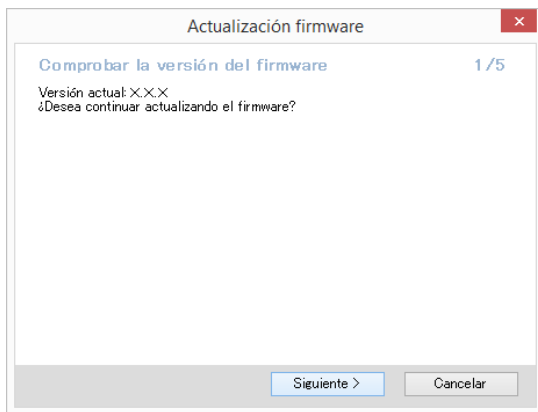 Actualización firmware
Comprobar la versión del firmware 1/5
Versión actual: X.X.X
¿Desea continuar actualizando el firmware?
Siguiente > Cancelar